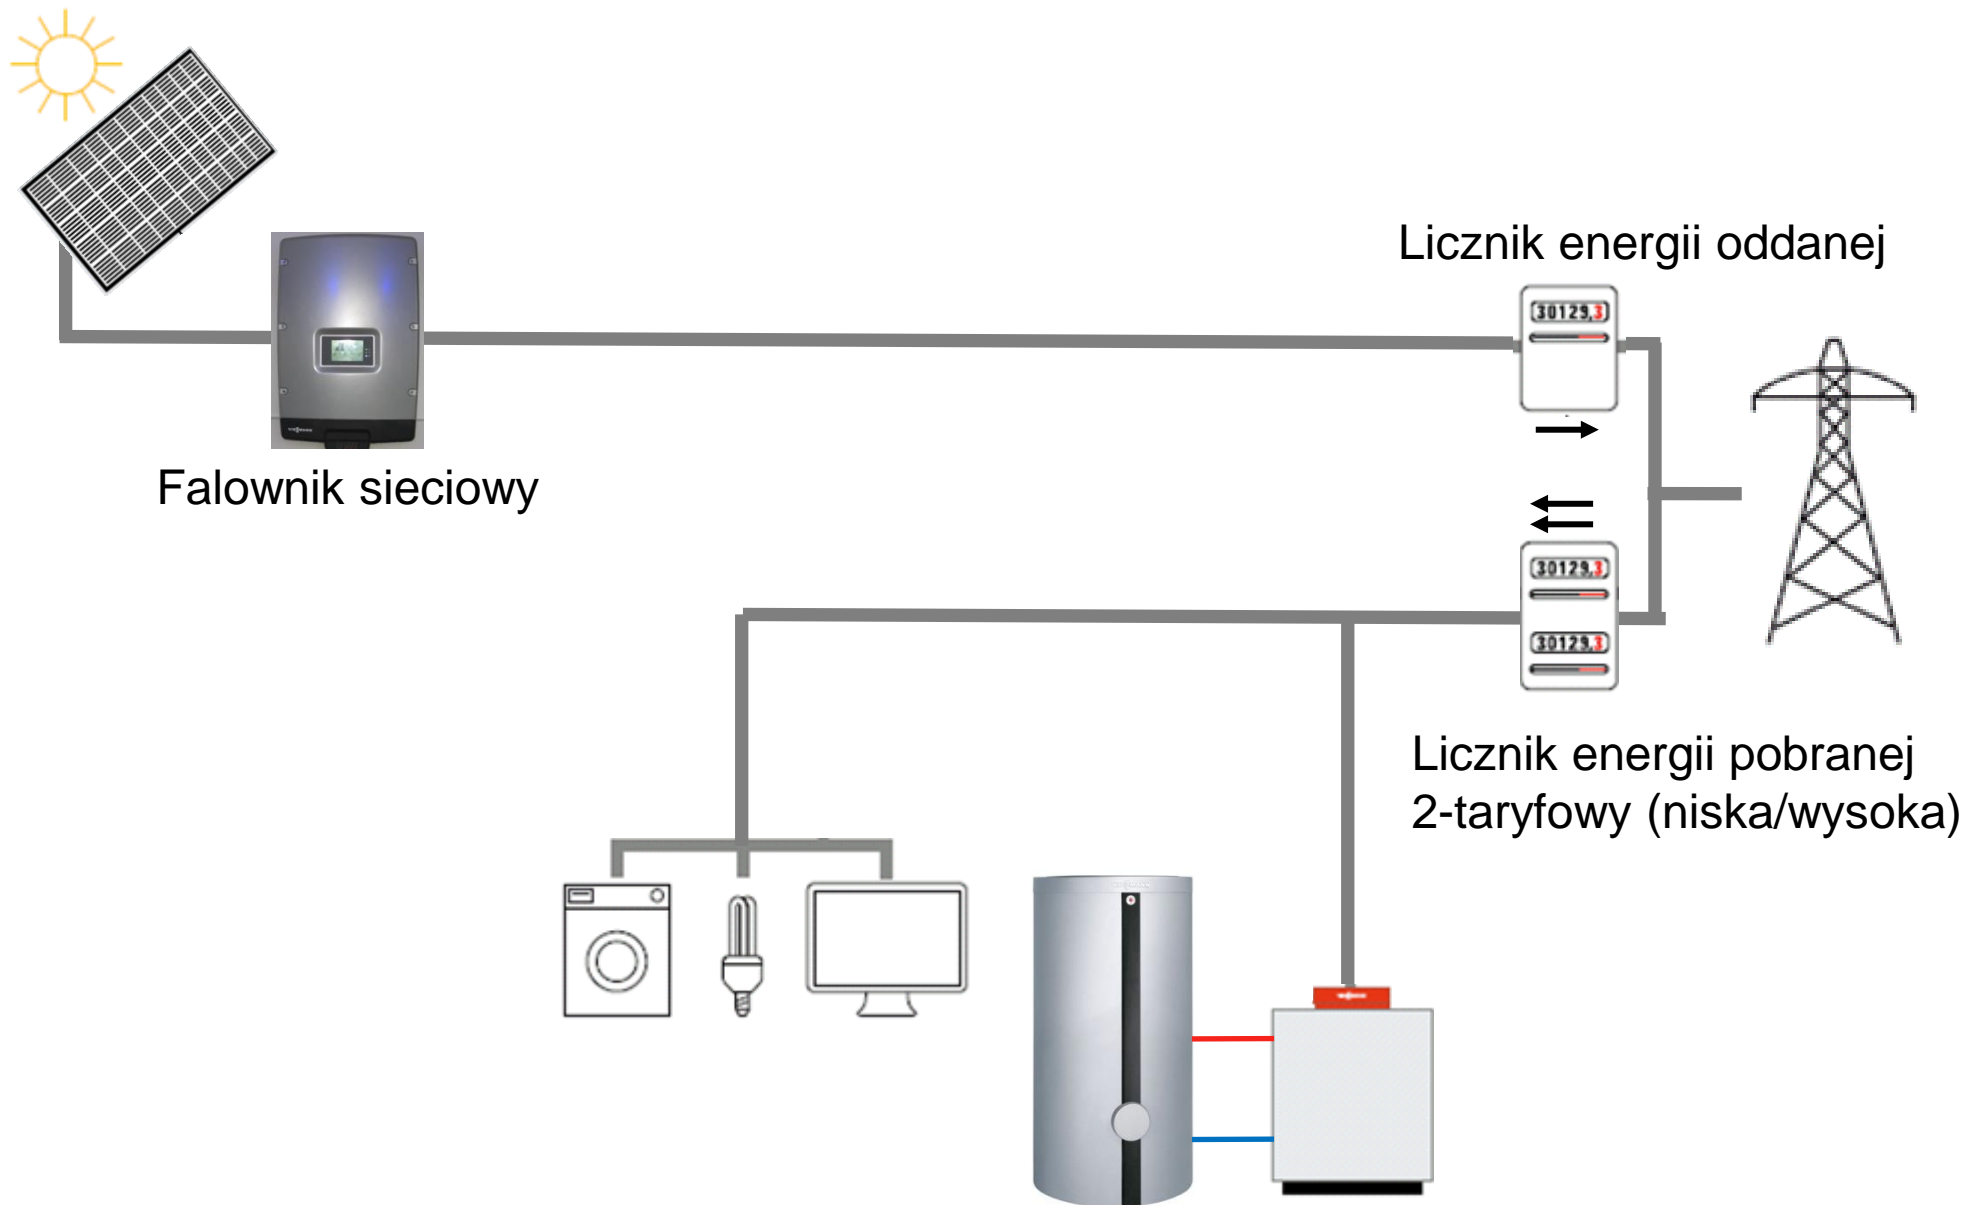 Licznik energii oddanej
30129,3
Falownik sieciowy
30129,3
30129,3
Licznik energii pobranej
2-taryfowy (niska/wysoka)